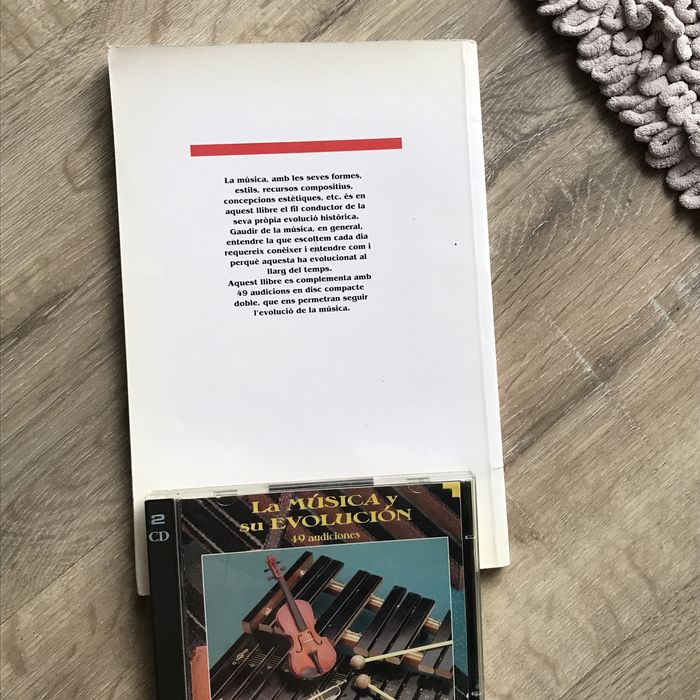 La música, amb les seves formes,
estils, recursos compositius,
concepcions estètiques, etc. és en
aquest llibre el fil conductor de la
seva pròpia evolució històrica.
Gaudir de la música, en general,
entendre la que escoltem cada dia
requereix conèixer i entendre com i
perquè aquesta ha evolucionat al
llarg del temps.
Aquest llibre es complementa amb
49 audicions en disc compacte
doble, que ens permetran seguir
l'evolució de la música.
2
CD
La MÚSICA y
su EVOLUCIÓN
49 audiciones